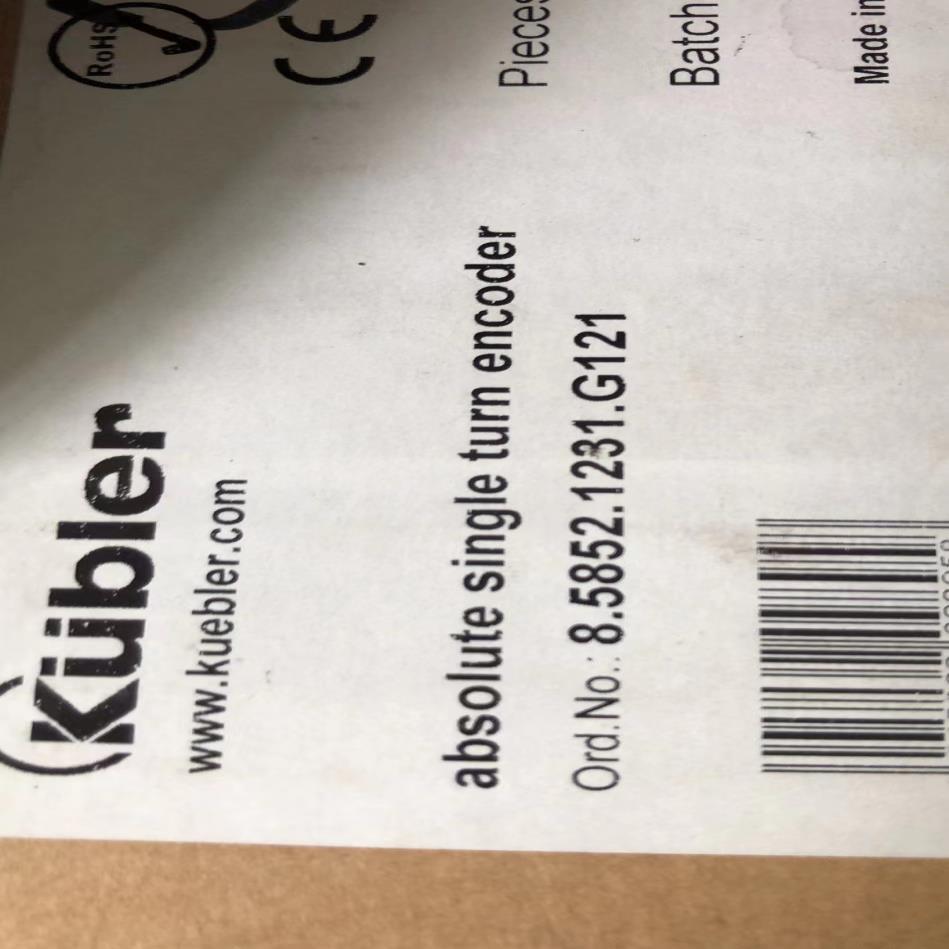 Kübler
www.kuebler.com
RoHS
CE
absolute single turn encoder
Ord.No.: 8.5852.1231.G121
Pieces
Batch
Made in